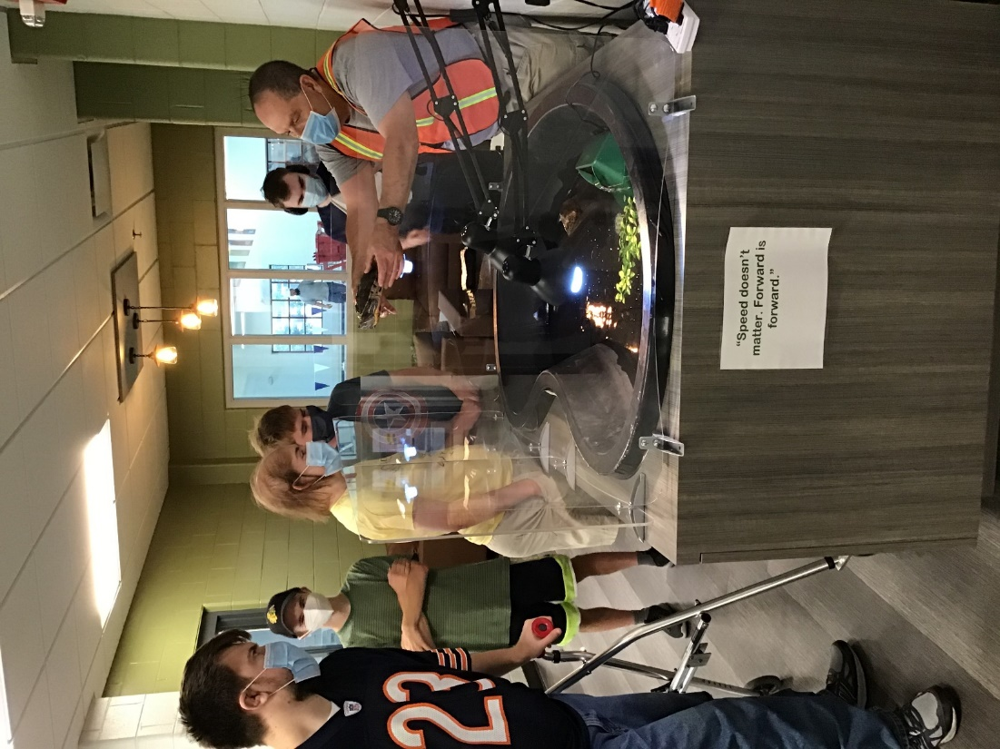 “Speed doesn’t
matter. Forward is
forward.”
23